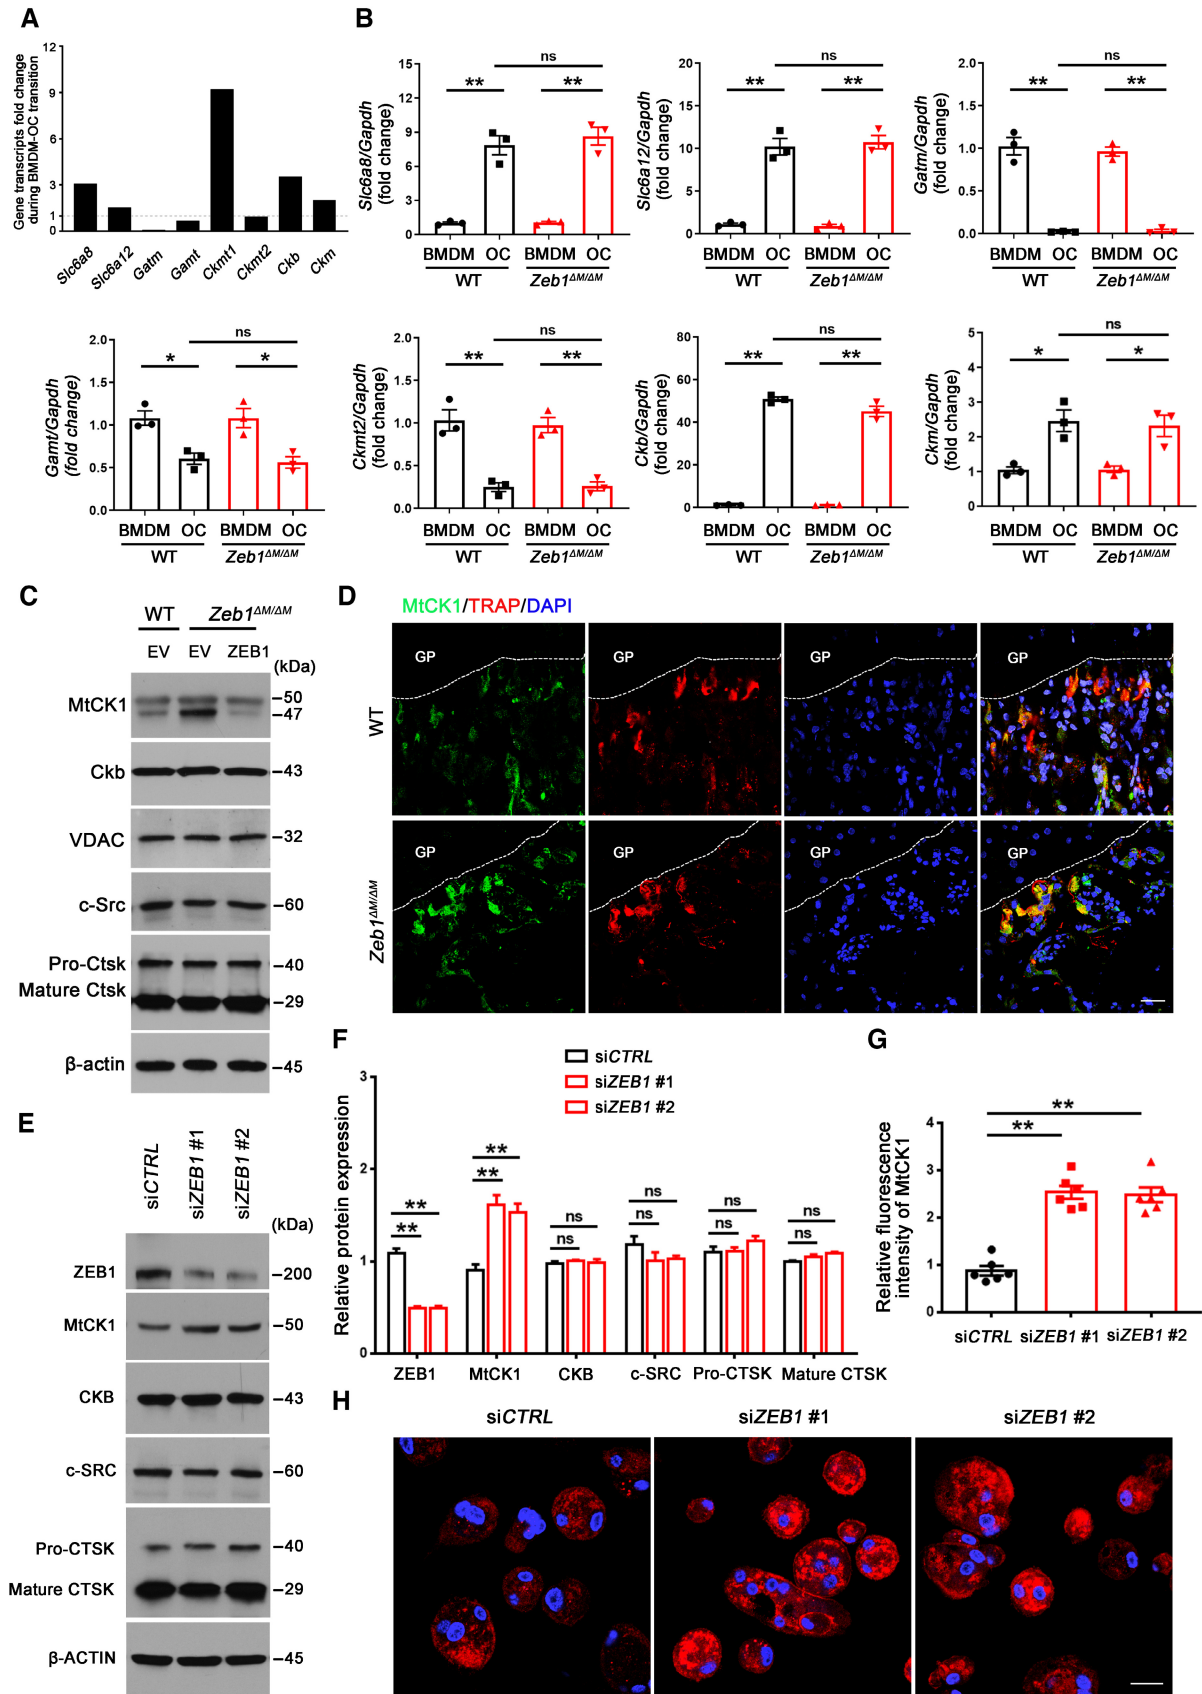 A
Gene transcripts fold change
during BMDM-OC transition
12
9
6
3
1
0
Slc6a8
Slc6a12
Gatm
Gamt
Ckmt1
Ckmt2
Ckb
Ckm
B
Slc6a8/Gapdh
(fold change)
15
12
9
6
3
0
ns
**
**
BMDM OC BMDM OC
WT Zeb1ΔM/ΔM
Slc6a12/Gapdh
(fold change)
15
10
5
0
ns
**
**
BMDM OC BMDM OC
WT Zeb1ΔM/ΔM
Gatm/Gapdh
(fold change)
2.0
1.5
1.0
0.5
0.0
ns
**
**
BMDM OC BMDM OC
WT Zeb1ΔM/ΔM
Gamt/Gapdh
(fold change)
2.0
1.5
1.0
0.5
0.0
ns
*
*
BMDM OC BMDM OC
WT Zeb1ΔM/ΔM
Ckmt2/Gapdh
(fold change)
2.0
1.5
1.0
0.5
0.0
ns
**
**
BMDM OC BMDM OC
WT Zeb1ΔM/ΔM
Ckb/Gapdh
(fold change)
80
60
40
20
0
ns
**
**
BMDM OC BMDM OC
WT Zeb1ΔM/ΔM
Ckm/Gapdh
(fold change)
5
4
3
2
1
0
ns
*
*
BMDM OC BMDM OC
WT Zeb1ΔM/ΔM
C
WT Zeb1ΔM/ΔM
EV EV ZEB1
(kDa)
MtCK1 –50
–47
Ckb –43
VDAC –32
c-Src –60
Pro-Ctsk –40
Mature Ctsk –29
β-actin –45
D
MtCK1/TRAP/DAPI
WT
GP GP GP GP
Zeb1ΔM/ΔM
GP GP GP GP
E
siCTRL
siZEB1 #1
siZEB1 #2
(kDa)
ZEB1 –200
MtCK1 –50
CKB –43
c-SRC –60
Pro-CTSK –40
Mature CTSK –29
β-ACTIN –45
F
siCTRL
siZEB1 #1
siZEB1 #2
Relative protein expression
3
2
1
0
**
**
**
**
ns
ns
ns
ns
ns
ns
ns
ns
ZEB1 MtCK1 CKB c-SRC Pro-CTSK Mature CTSK
G
Relative fluorescence
intensity of MtCK1
4
3
2
1
0
**
**
siCTRL siZEB1 #1 siZEB1 #2
H
siCTRL siZEB1 #1 siZEB1 #2